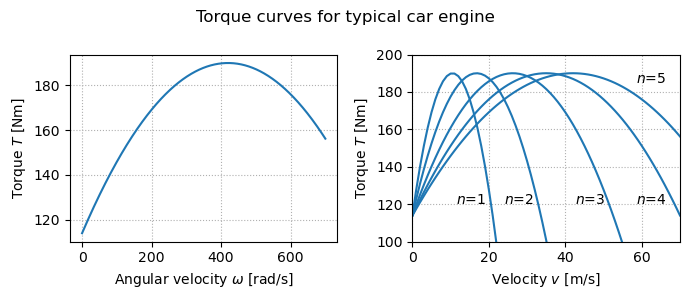 Torque curves for typical car engine
Torque T [Nm]
180
160
140
120
0
200
400
600
Angular velocity ω [rad/s]
Torque T [Nm]
200
180
160
140
120
100
n=5
n=1
n=2
n=3
n=4
0
20
40
60
Velocity v [m/s]